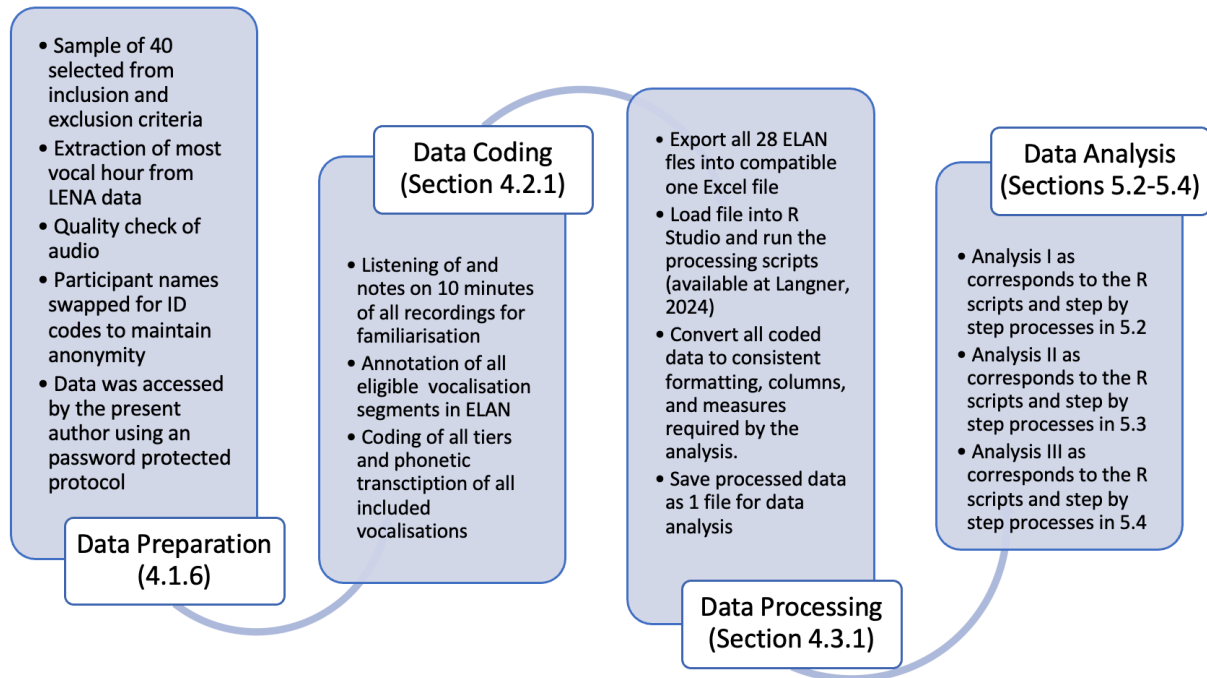 • Sample of 40
selected from
inclusion and
exclusion criteria
• Extraction of most
vocal hour from
LENA data
• Quality check of
audio
• Participant names
swapped for ID
codes to maintain
anonymity
• Data was accessed
by the present
author using an
password protected
protocol
Data Preparation
(4.1.6)
Data Coding
(Section 4.2.1)
• Listening of and
notes on 10 minutes
of all recordings for
familiarisation
• Annotation of all
eligible vocalisation
segments in ELAN
• Coding of all tiers
and phonetic
transctiption of all
included
vocalisations
• Export all 28 ELAN
fles into compatible
one Excel file
• Load file into R
Studio and run the
processing scripts
(available at Langner,
2024)
• Convert all coded
data to consistent
formatting, columns,
and measures
required by the
analysis.
• Save processed data
as 1 file for data
analysis
Data Processing
(Section 4.3.1)
Data Analysis
(Sections 5.2-5.4)
• Analysis I as
corresponds to the R
scripts and step by
step processes in 5.2
• Analysis II as
corresponds to the R
scripts and step by
step processes in 5.3
• Analysis III as
corresponds to the R
scripts and step by
step processes in 5.4